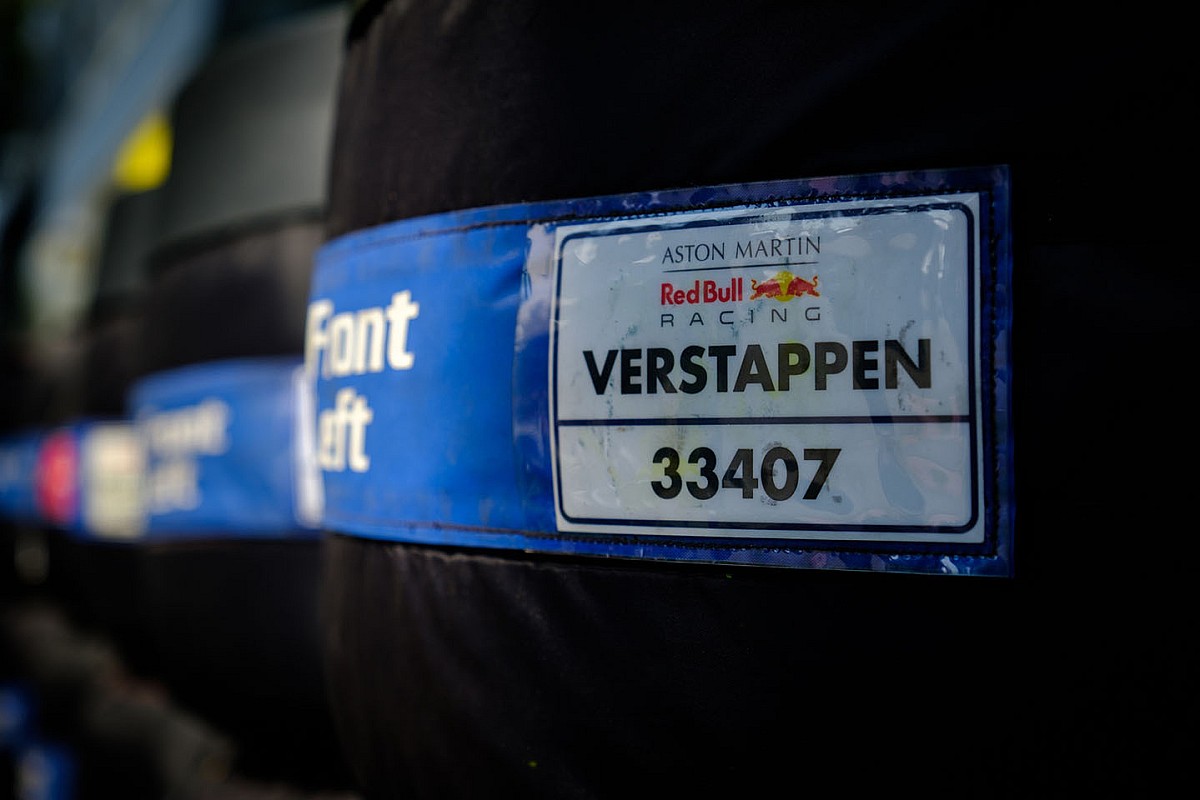 Front
Left
ASTON MARTIN
Red Bull
RACING
VERSTAPPEN
33407